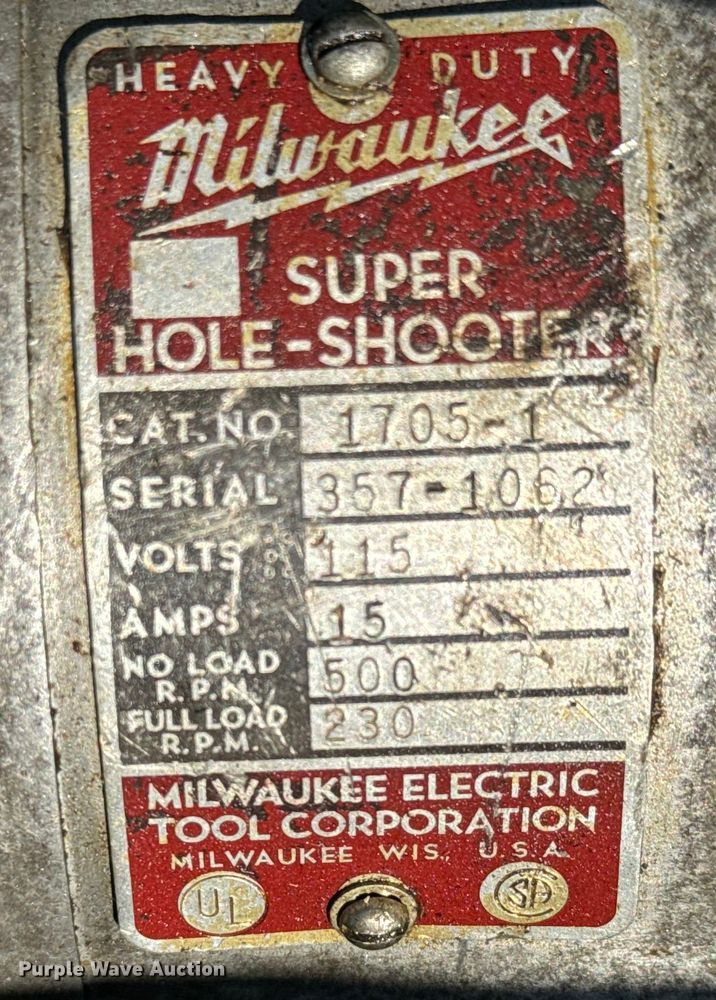 HEAVY DUTY
Milwaukee
SUPER
HOLE-SHOOTER
CAT. NO. 1705-1
SERIAL 357-1062
VOLTS 115
AMPS 15
NO LOAD
R.P.M. 500
FULL LOAD
R.P.M. 230
MILWAUKEE ELECTRIC
TOOL CORPORATION
MILWAUKEE WIS., U.S.A.
UL
SA
Purple Wave Auction